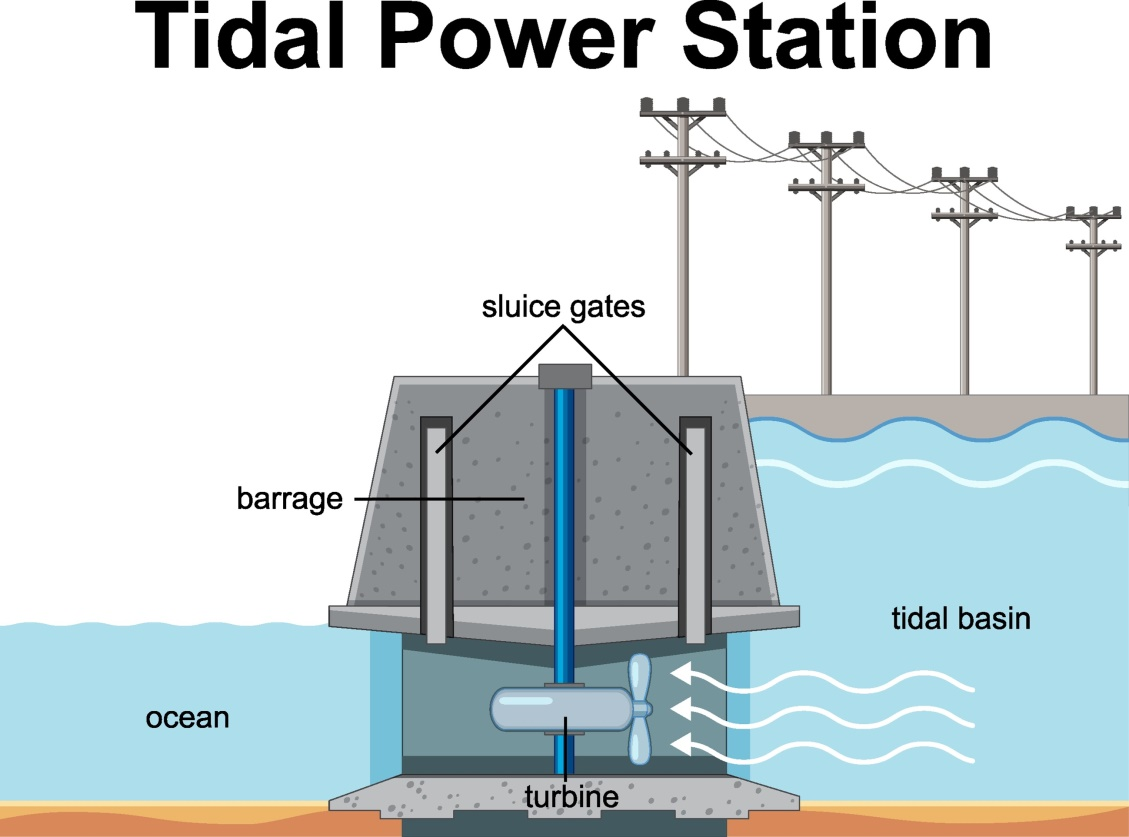 Tidal Power Station
sluice gates
barrage
tidal basin
ocean
turbine